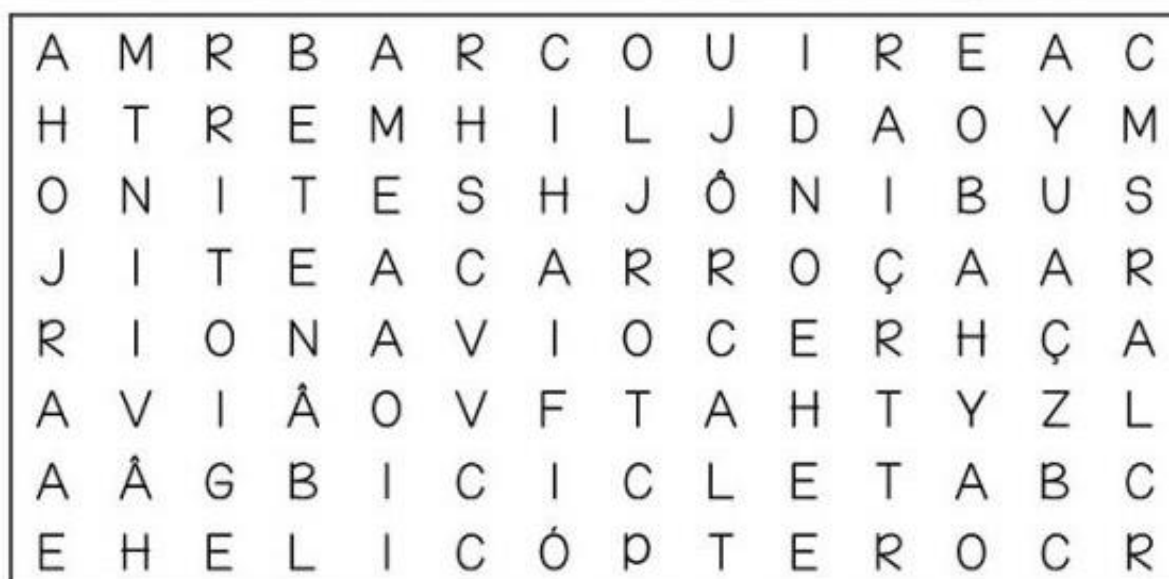 A M R B A R C O U I R E A C
H T R E M H I L J D A O Y M
O N I T E S H J Ô N I B U S
J I T E A C A R R O Ç A A R
R I O N A V I O C E R H Ç A
A V I Â O V F T A H T Y Z L
A Â G B I C I C L E T A B C
E H E L I C Ó P T E R O C R